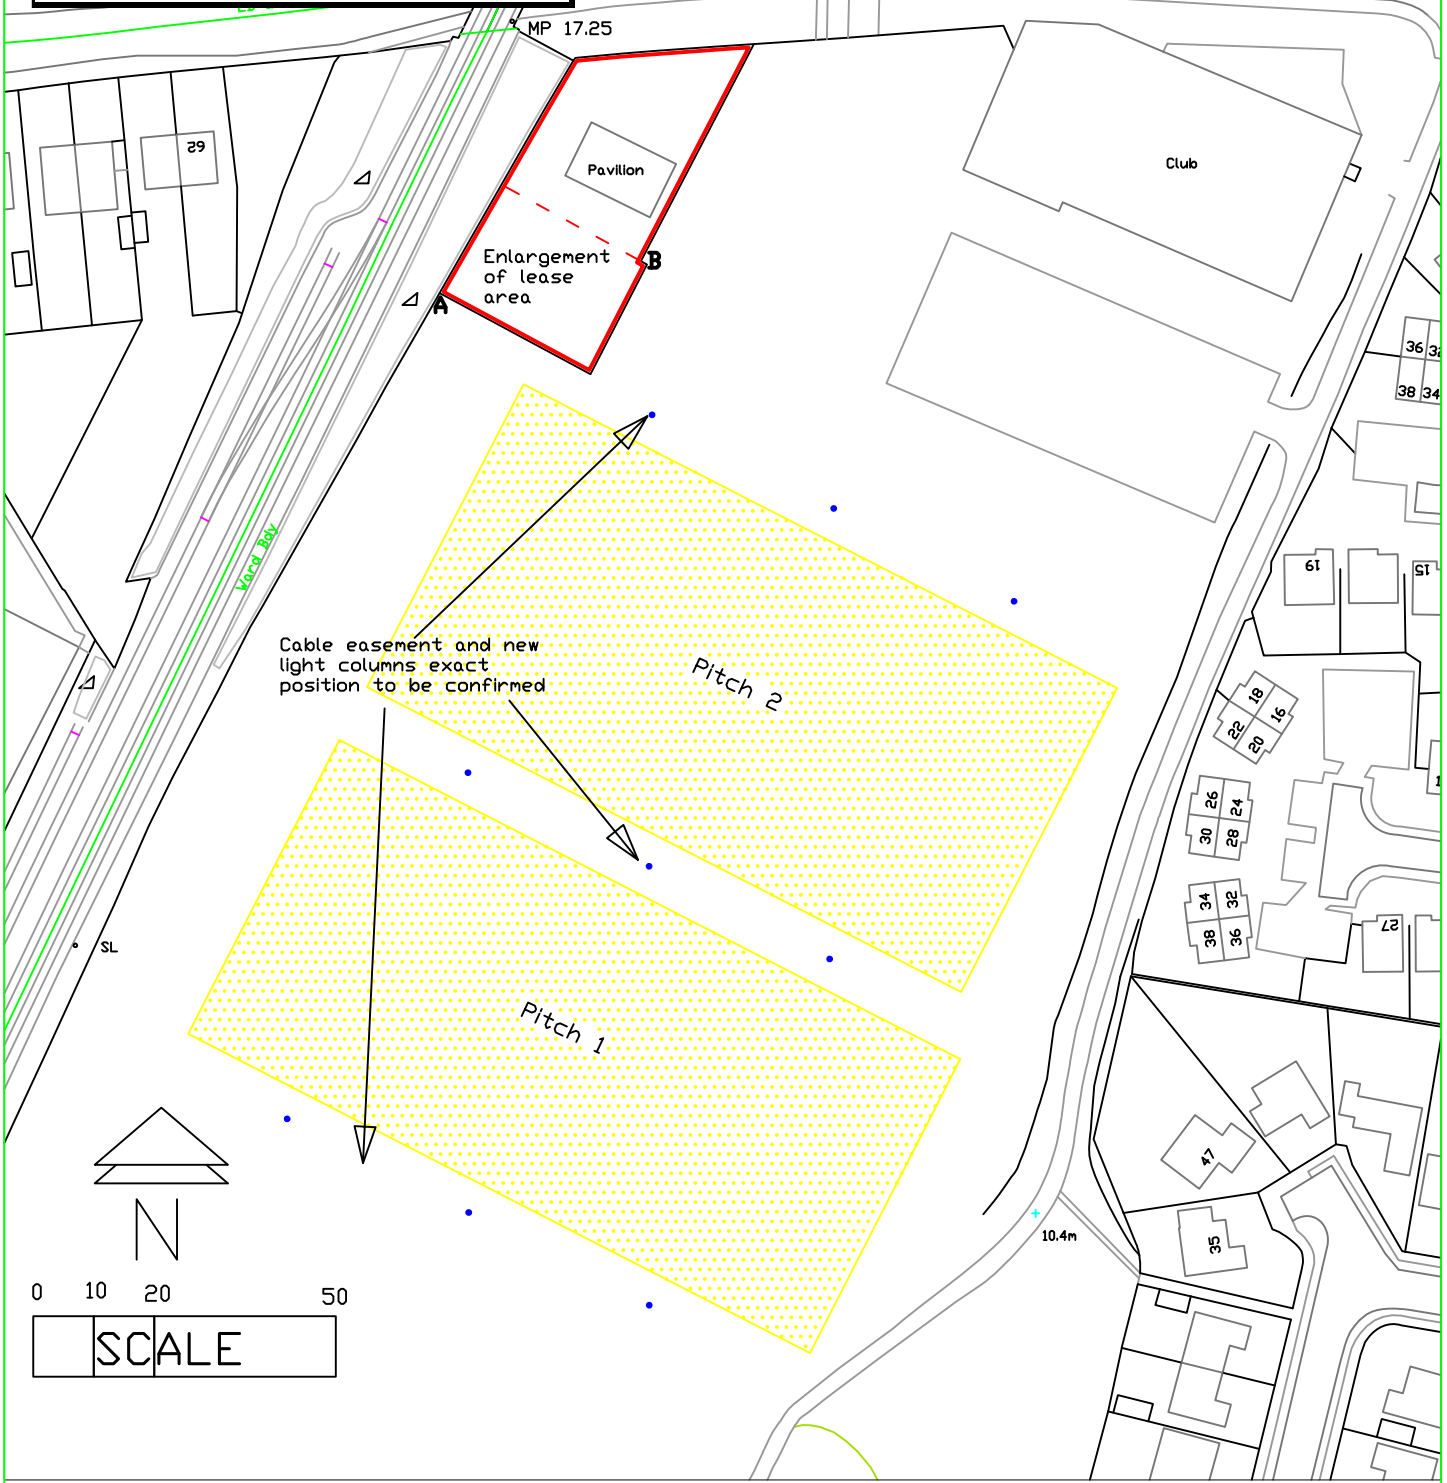 MP 17.25
62
Pavilion
Club
Enlargement
of lease
area
B
A
36
38 34
Ward Bdy
19
15
Cable easement and new
light columns exact
position to be confirmed
Pitch 2
18
16
22
20
26
24
30
28
34
32
38
36
27
SL
Pitch 1
47
35
10.4m
N
0 10 20 50
SCALE